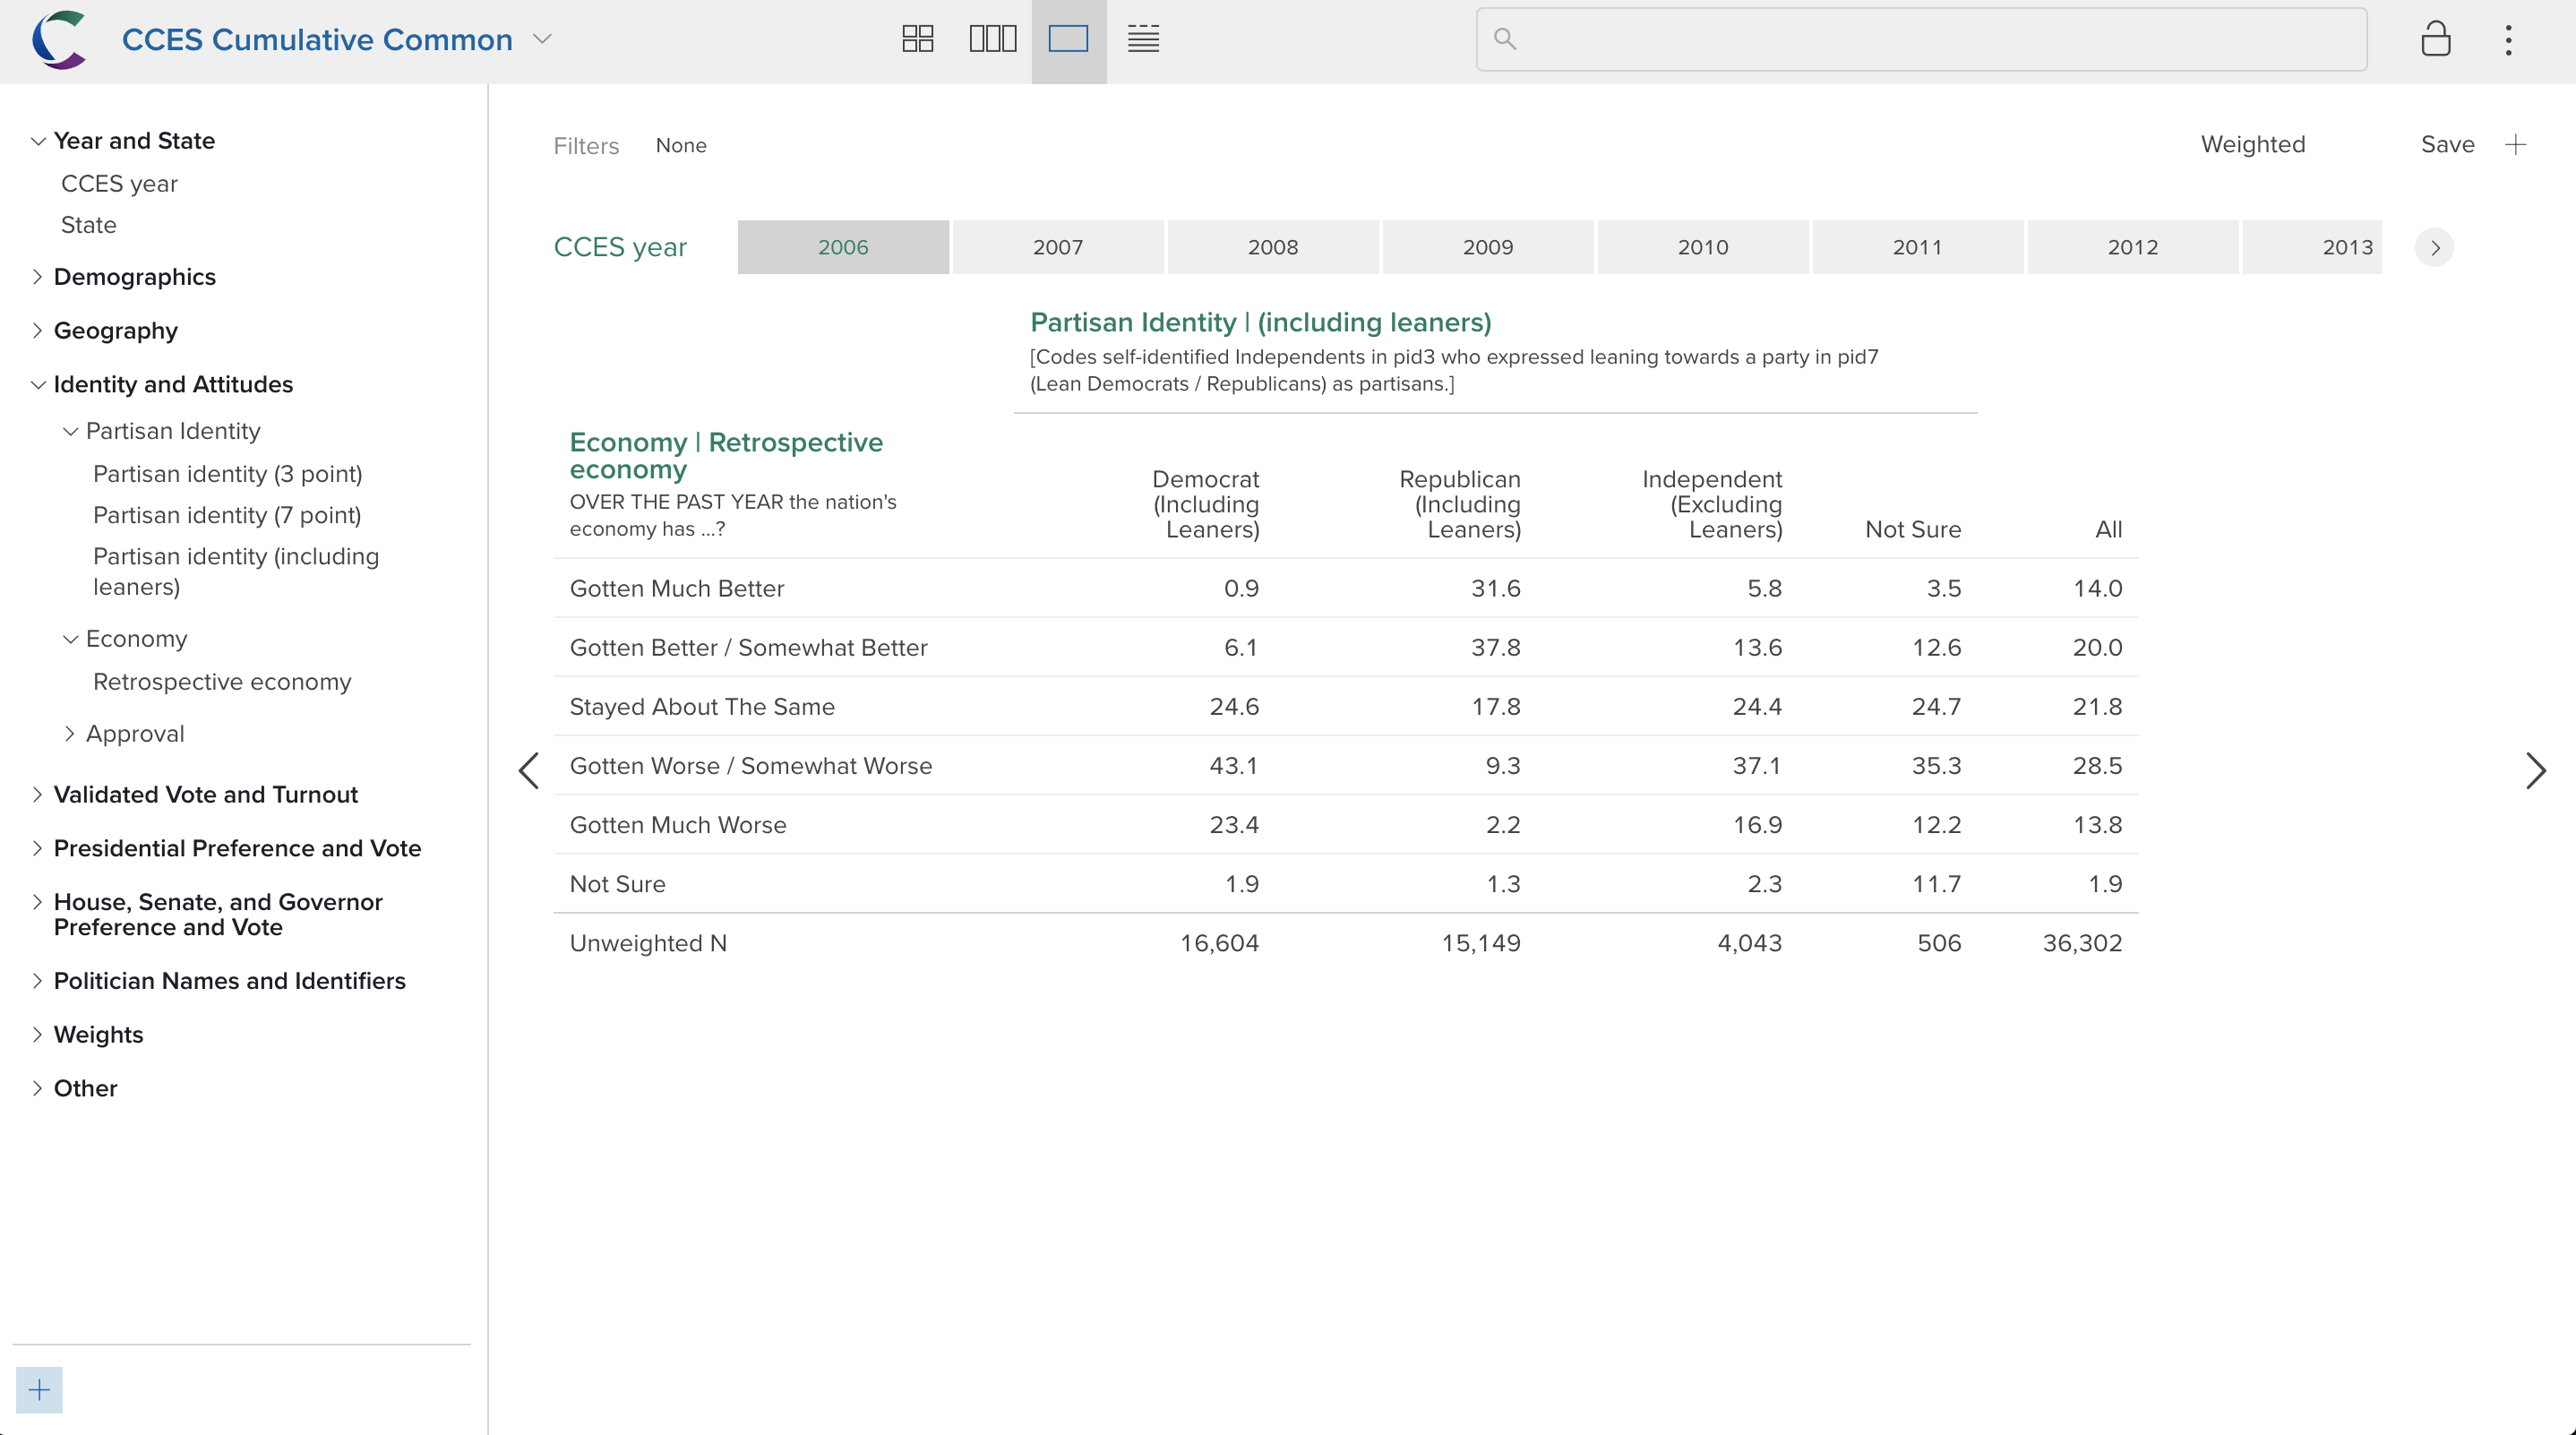 CCES Cumulative Common
Year and State
CCES year
State
Demographics
Geography
Identity and Attitudes
Partisan Identity
Partisan identity (3 point)
Partisan identity (7 point)
Partisan identity (including
leaners)
Economy
Retrospective economy
Approval
Validated Vote and Turnout
Presidential Preference and Vote
House, Senate, and Governor
Preference and Vote
Politician Names and Identifiers
Weights
Other
Filters None Weighted Save
CCES year 2006 2007 2008 2009 2010 2011 2012 2013
Partisan Identity | (including leaners)
[Codes self-identified Independents in pid3 who expressed leaning towards a party in pid7
(Lean Democrats / Republicans) as partisans.]
Economy | Retrospective
economy
OVER THE PAST YEAR the nation's
economy has ...?
Democrat
(Including
Leaners)
Republican
(Including
Leaners)
Independent
(Excluding
Leaners)
Not Sure
All
Gotten Much Better 0.9 31.6 5.8 3.5 14.0
Gotten Better / Somewhat Better 6.1 37.8 13.6 12.6 20.0
Stayed About The Same 24.6 17.8 24.4 24.7 21.8
Gotten Worse / Somewhat Worse 43.1 9.3 37.1 35.3 28.5
Gotten Much Worse 23.4 2.2 16.9 12.2 13.8
Not Sure 1.9 1.3 2.3 11.7 1.9
Unweighted N 16,604 15,149 4,043 506 36,302